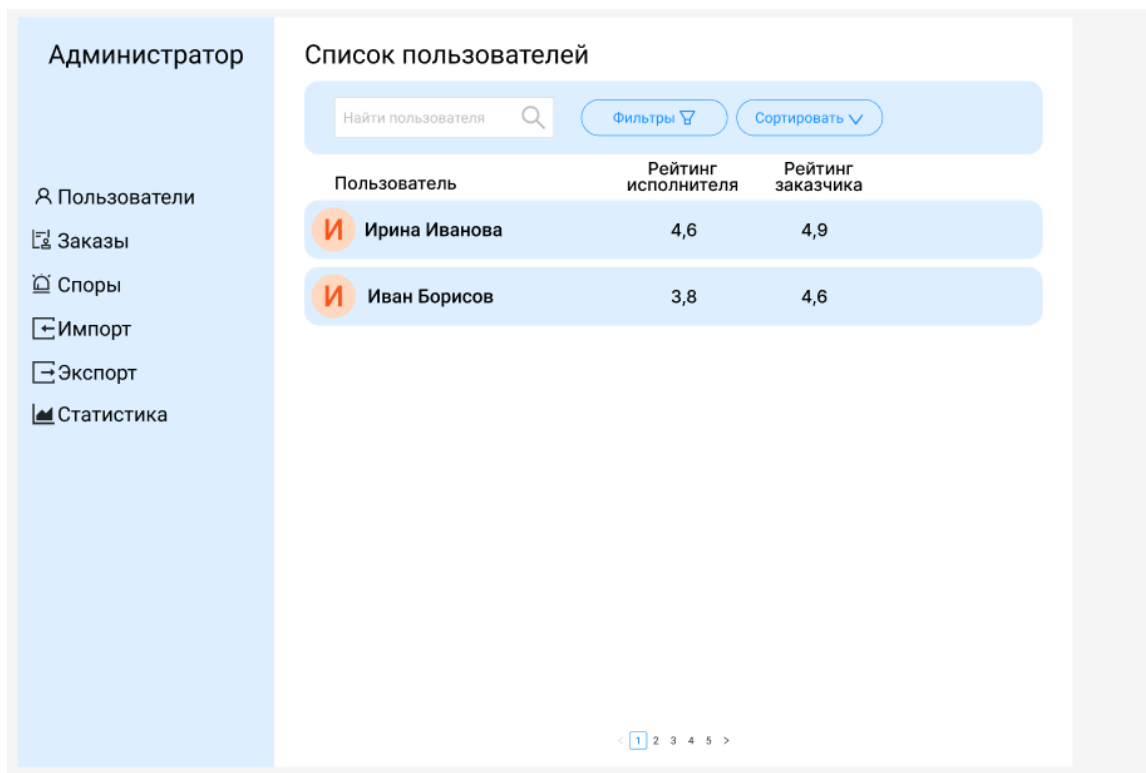 Администратор
Список пользователей
Найти пользователя
Фильтры
Сортировать
Пользователь
Рейтинг
исполнителя
Рейтинг
заказчика
Пользователи
Заказы
Споры
Импорт
Экспорт
Статистика
И Ирина Иванова 4,6 4,9
И Иван Борисов 3,8 4,6
< 1 2 3 4 5 >